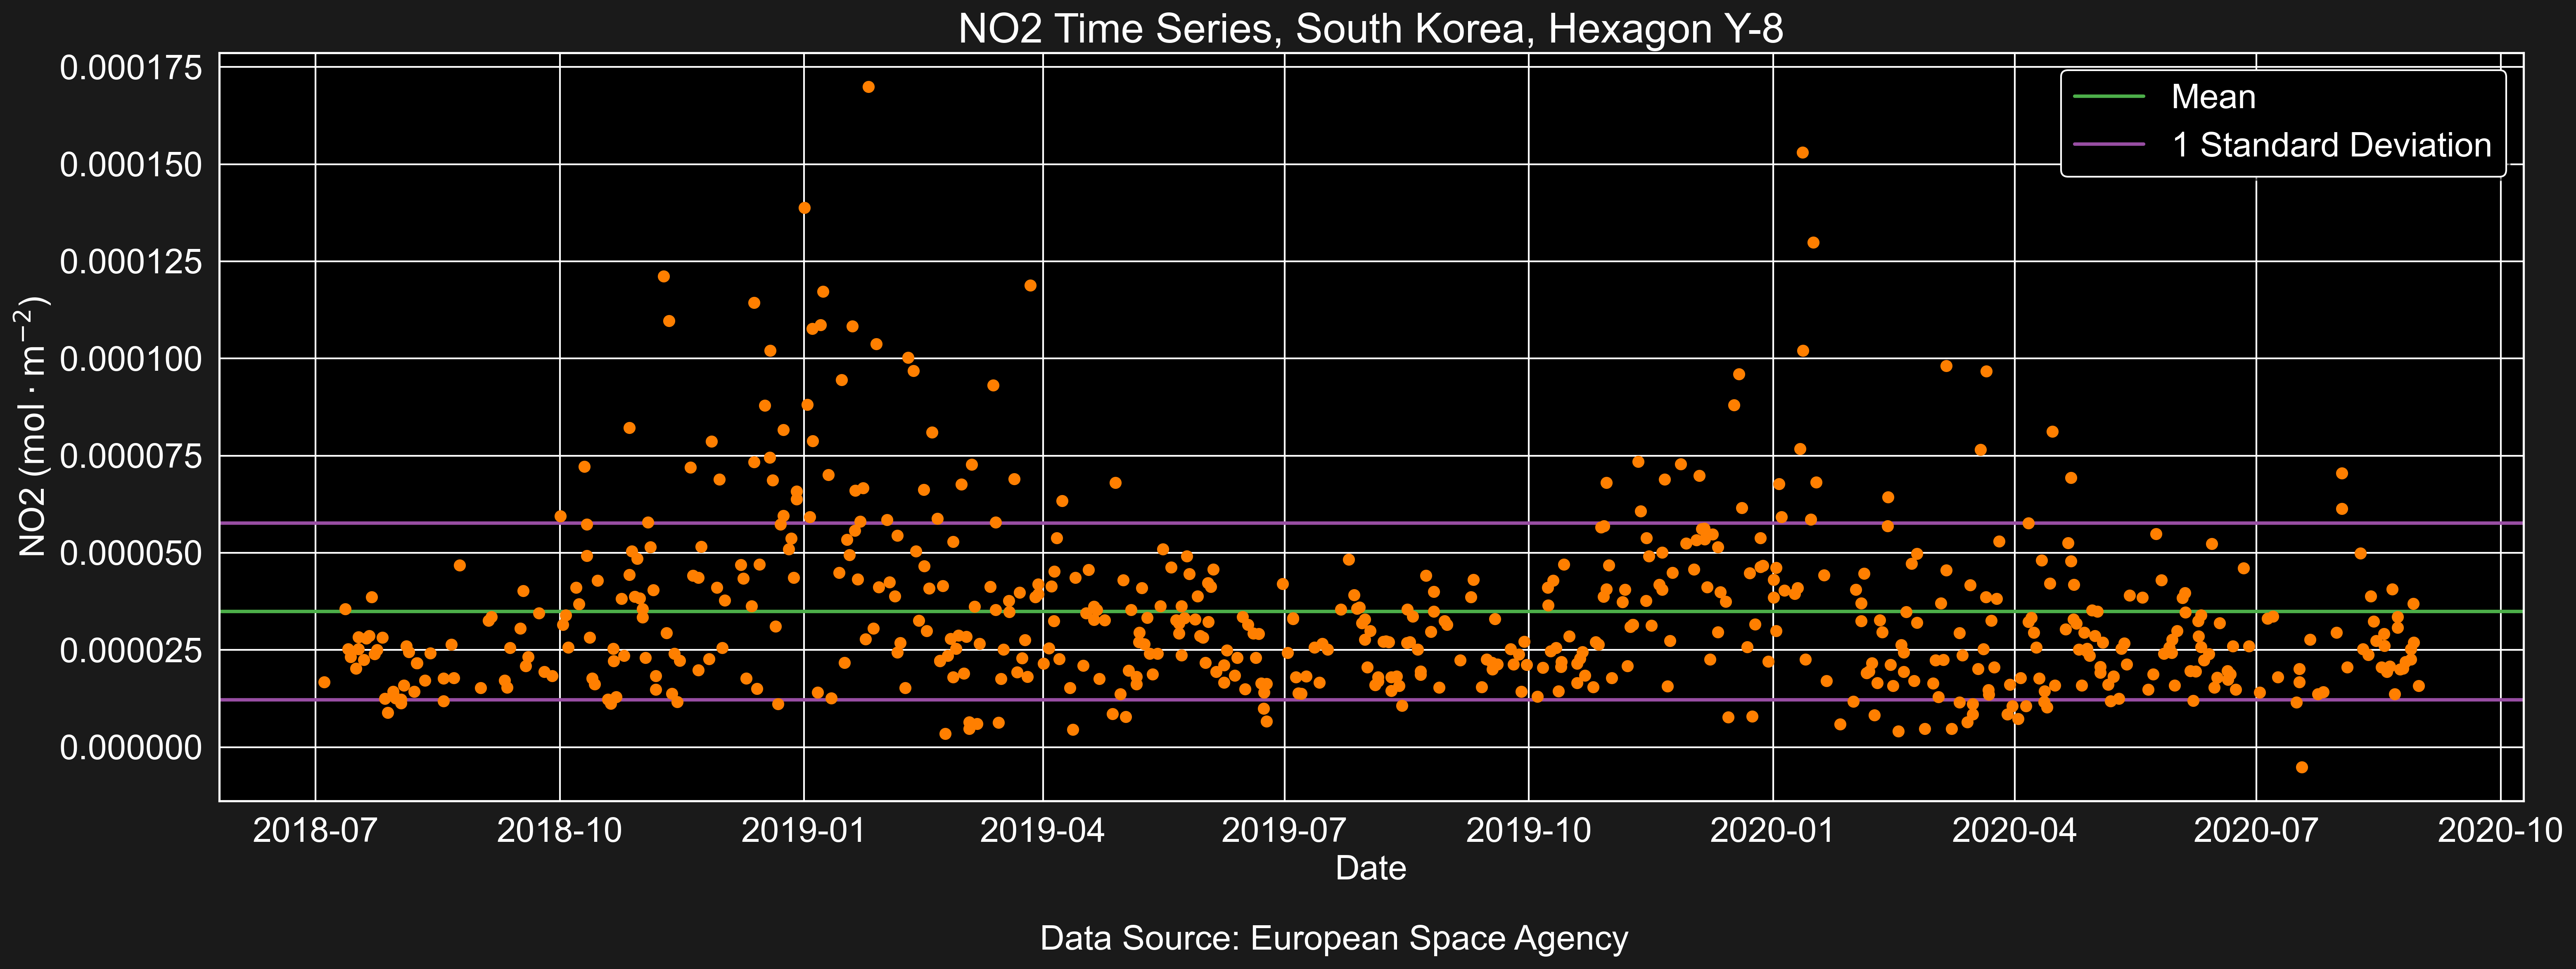 NO2 Time Series, South Korea, Hexagon Y-8
0.000175
0.000150
0.000125
0.000100
0.000075
0.000050
0.000025
0.000000
NO2 (mol · m⁻²)
Mean
1 Standard Deviation
2018-07 2018-10 2019-01 2019-04 2019-07 2019-10 2020-01 2020-04 2020-07 2020-10
Date
Data Source: European Space Agency